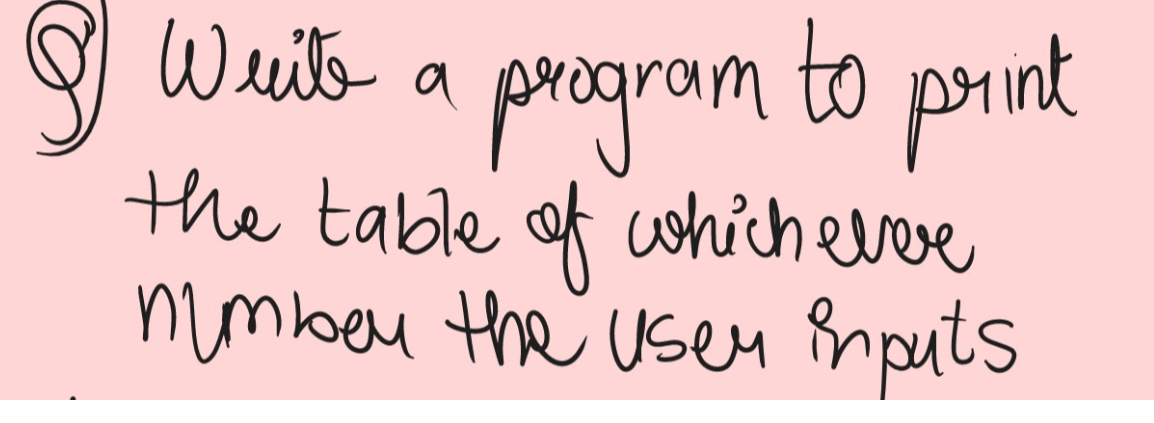 Q) Write a program to print
the table of whichever
number the user inputs